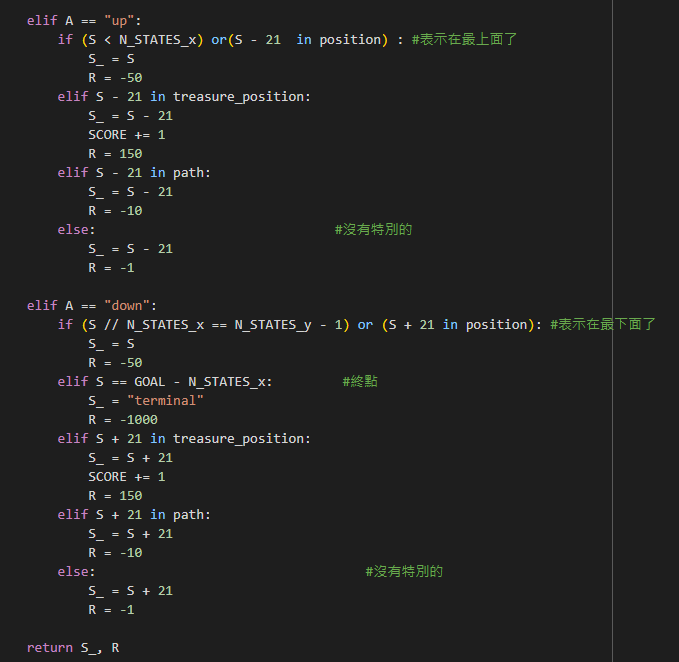 elif A == "up":
    if (S < N_STATES_x) or(S - 21  in position) : #表示在最上面了
        S_ = S
        R = -50
    elif S - 21 in treasure_position:
        S_ = S - 21
        SCORE += 1
        R = 150
    elif S - 21 in path:
        S_ = S - 21
        R = -10
    else:                               #沒有特別的
        S_ = S - 21
        R = -1

elif A == "down":
    if (S // N_STATES_x == N_STATES_y - 1) or (S + 21 in position): #表示在最下面了
        S_ = S
        R = -50
    elif S == GOAL - N_STATES_x:         #終點
        S_ = "terminal"
        R = -1000
    elif S + 21 in treasure_position:
        S_ = S + 21
        SCORE += 1
        R = 150
    elif S + 21 in path:
        S_ = S + 21
        R = -10
    else:                                   #沒有特別的
        S_ = S + 21
        R = -1

return S_, R